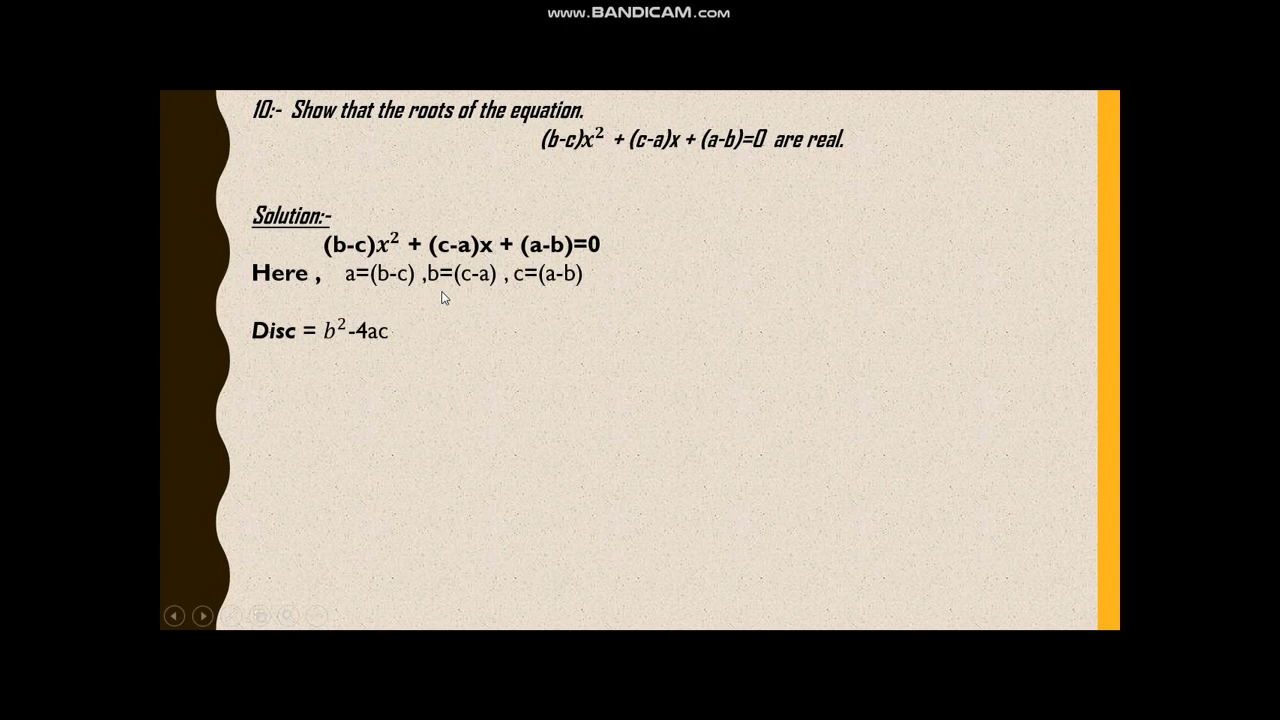 www.BANDICAM.com
10:- Show that the roots of the equation.
(b-c)x² + (c-a)x + (a-b)=0 are real.
Solution:-
(b-c)x² + (c-a)x + (a-b)=0
Here , a=(b-c) ,b=(c-a) , c=(a-b)
Disc = b²-4ac